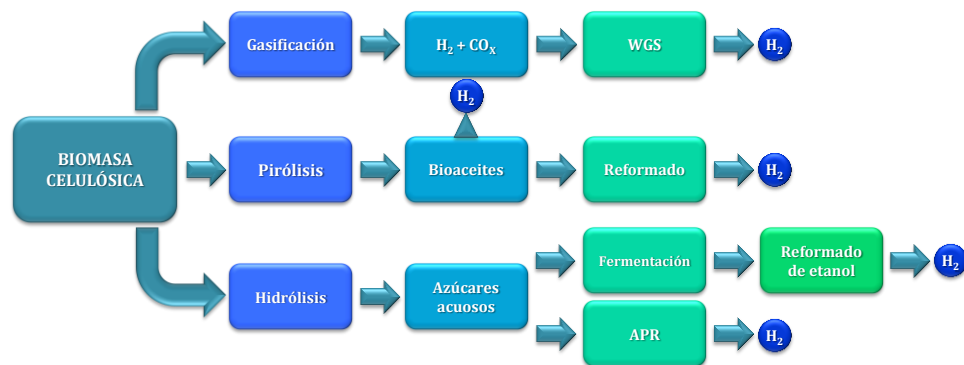 Gasificación
H₂ + COₓ
WGS
H₂
H₂
BIOMASA
CELULÓSICA
Pirólisis
Bioaceites
Reformado
H₂
Hidrólisis
Azúcares
acuosos
Fermentación
Reformado
de etanol
H₂
APR
H₂